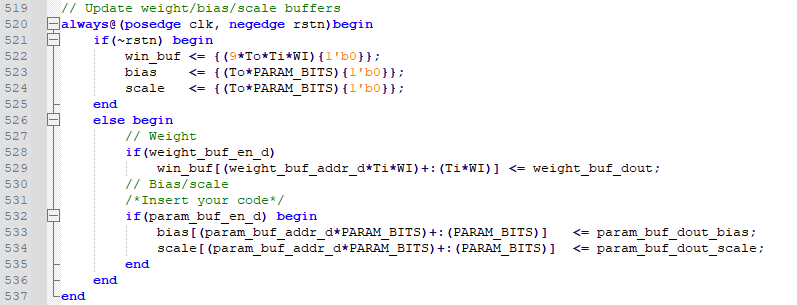 519 // Update weight/bias/scale buffers
520 always@(posedge clk, negedge rstn)begin
521     if(~rstn) begin
522         win_buf <= {(9*To*Ti*WI){1'b0}};
523         bias    <= {(To*PARAM_BITS){1'b0}};
524         scale   <= {(To*PARAM_BITS){1'b0}};
525     end
526     else begin
527         // Weight
528         if(weight_buf_en_d)
529             win_buf[(weight_buf_addr_d*Ti*WI)+:(Ti*WI)] <= weight_buf_dout;
530         // Bias/scale
531         /*Insert your code*/
532         if(param_buf_en_d) begin
533             bias[(param_buf_addr_d*PARAM_BITS)+:(PARAM_BITS)]   <= param_buf_dout_bias;
534             scale[(param_buf_addr_d*PARAM_BITS)+:(PARAM_BITS)]  <= param_buf_dout_scale;
535         end
536     end
537 end